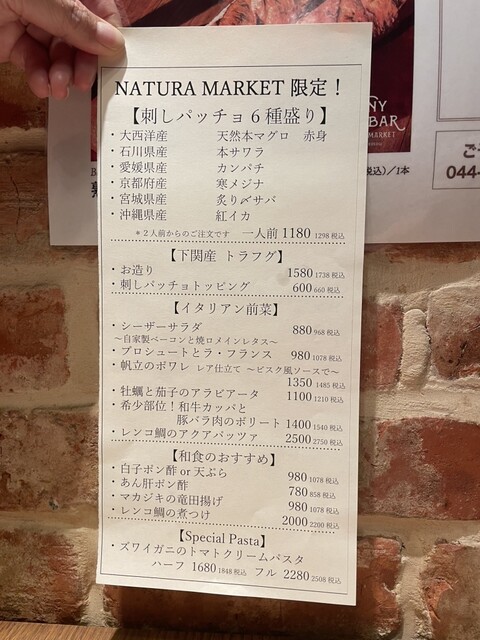 NATURA MARKET 限定！
【刺しパッチョ６種盛り】
・大西洋産 天然本マグロ 赤身
・石川県産 本サワラ
・愛媛県産 カンパチ
・京都府産 寒メジナ
・宮城県産 炙り〆サバ
・沖縄県産 紅イカ
＊２人前からのご注文です 一人前 1180 1298税込
【下関産 トラフグ】
・お造り 1580 1738税込
・刺しパッチョトッピング 600 660税込
【イタリアン前菜】
・シーザーサラダ 880 968税込
～自家製ベーコンと焼ロメインレタス～
・プロシュートとラ・フランス 980 1078税込
・帆立のポワレ レア仕立て ～ビスク風ソースで～
1350 1485税込
・牡蠣と茄子のアラビアータ 1100 1210税込
・希少部位！和牛カッパと
豚バラ肉のボリート 1400 1540税込
・レンコ鯛のアクアパッツァ 2500 2750税込
【和食のおすすめ】
・白子ポン酢 or 天ぷら 980 1078税込
・あん肝ポン酢 780 858税込
・マカジキの竜田揚げ 980 1078税込
・レンコ鯛の煮つけ 2000 2200税込
【Special Pasta】
・ズワイガニのトマトクリームパスタ
ハーフ 1680 1848税込 フル 2280 2508税込
NY
BAR
MARKET
税込)／1本
044-